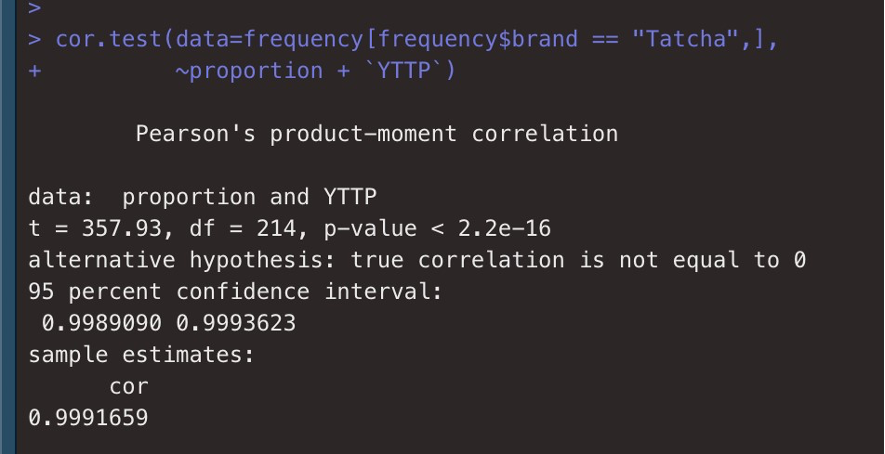 >
> cor.test(data=frequency[frequency$brand == "Tatcha",],
+ ~proportion + `YTTP`)
Pearson's product-moment correlation
data: proportion and YTTP
t = 357.93, df = 214, p-value < 2.2e-16
alternative hypothesis: true correlation is not equal to 0
95 percent confidence interval:
0.9989090 0.9993623
sample estimates:
cor
0.9991659